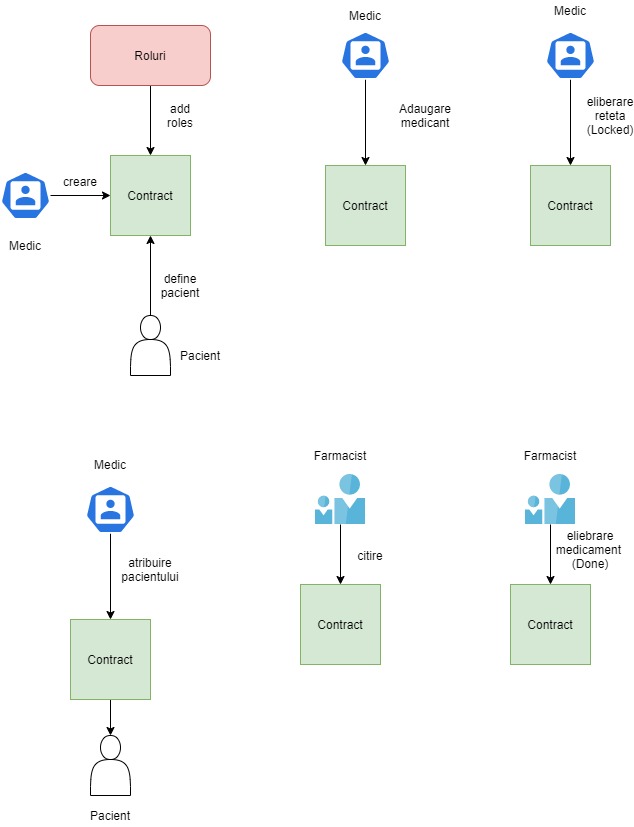 Roluri
add
roles
creare
Contract
Medic
define
pacient
Pacient
Medic
Adaugare
medicant
Contract
Medic
eliberare
reteta
(Locked)
Contract
Medic
atribuire
pacientului
Contract
Pacient
Farmacist
citire
Contract
Farmacist
eliebrare
medicament
(Done)
Contract